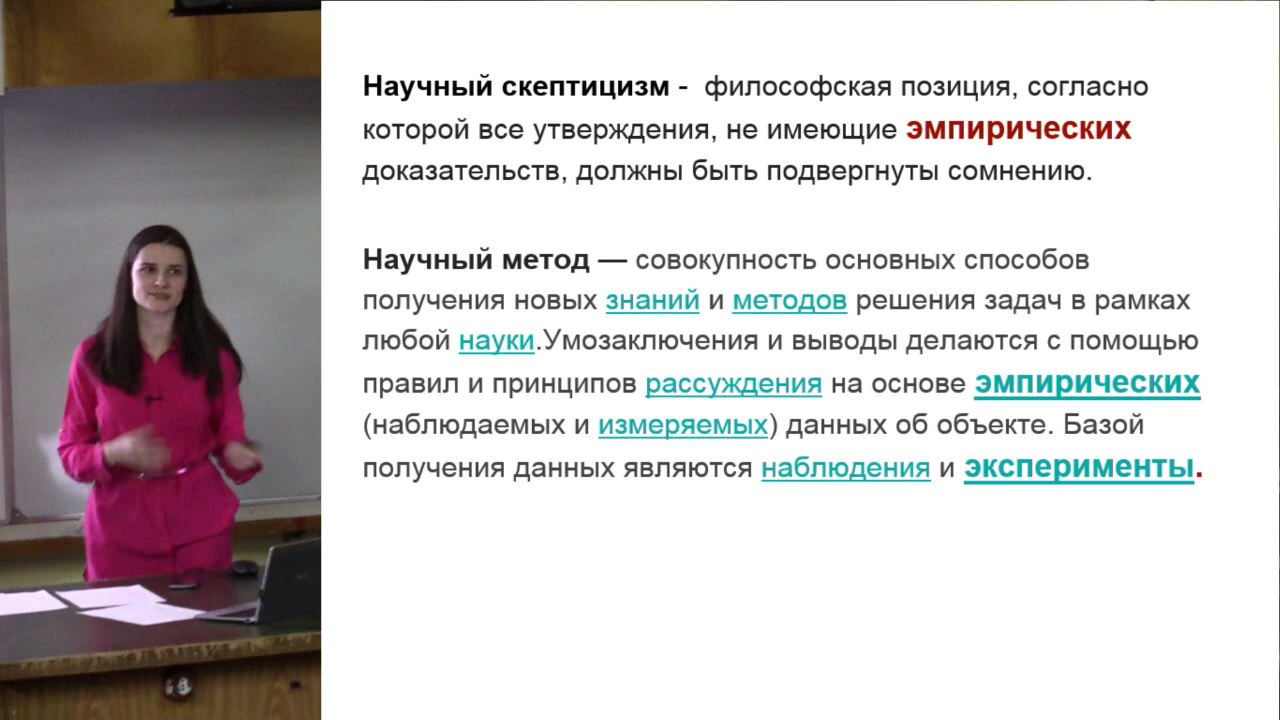 Научный скептицизм - философская позиция, согласно
которой все утверждения, не имеющие эмпирических
доказательств, должны быть подвергнуты сомнению.
Научный метод — совокупность основных способов
получения новых знаний и методов решения задач в рамках
любой науки.Умозаключения и выводы делаются с помощью
правил и принципов рассуждения на основе эмпирических
(наблюдаемых и измеряемых) данных об объекте. Базой
получения данных являются наблюдения и эксперименты.